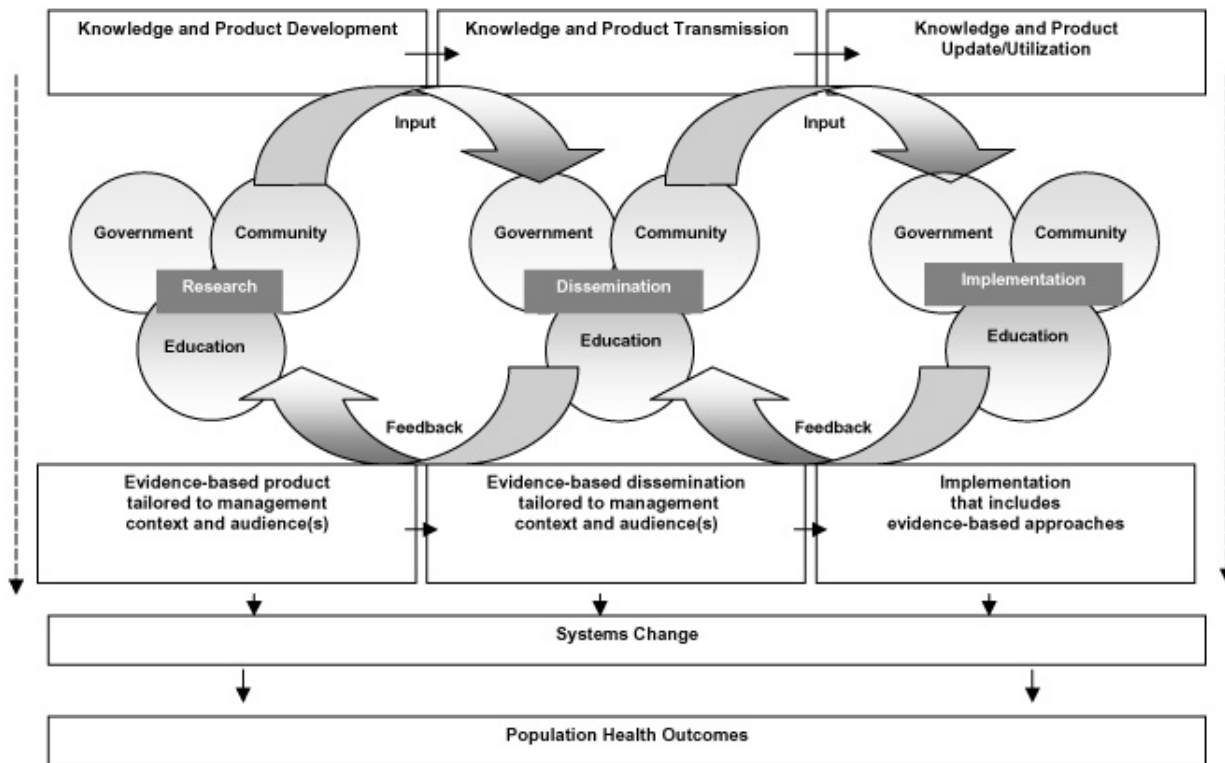 Knowledge and Product Development
Knowledge and Product Transmission
Knowledge and Product
Update/Utilization
Input
Input
Government
Community
Government
Community
Government
Community
Research
Dissemination
Implementation
Education
Education
Education
Feedback
Feedback
Evidence-based product
tailored to management
context and audience(s)
Evidence-based dissemination
tailored to management
context and audience(s)
Implementation
that includes
evidence-based approaches
Systems Change
Population Health Outcomes